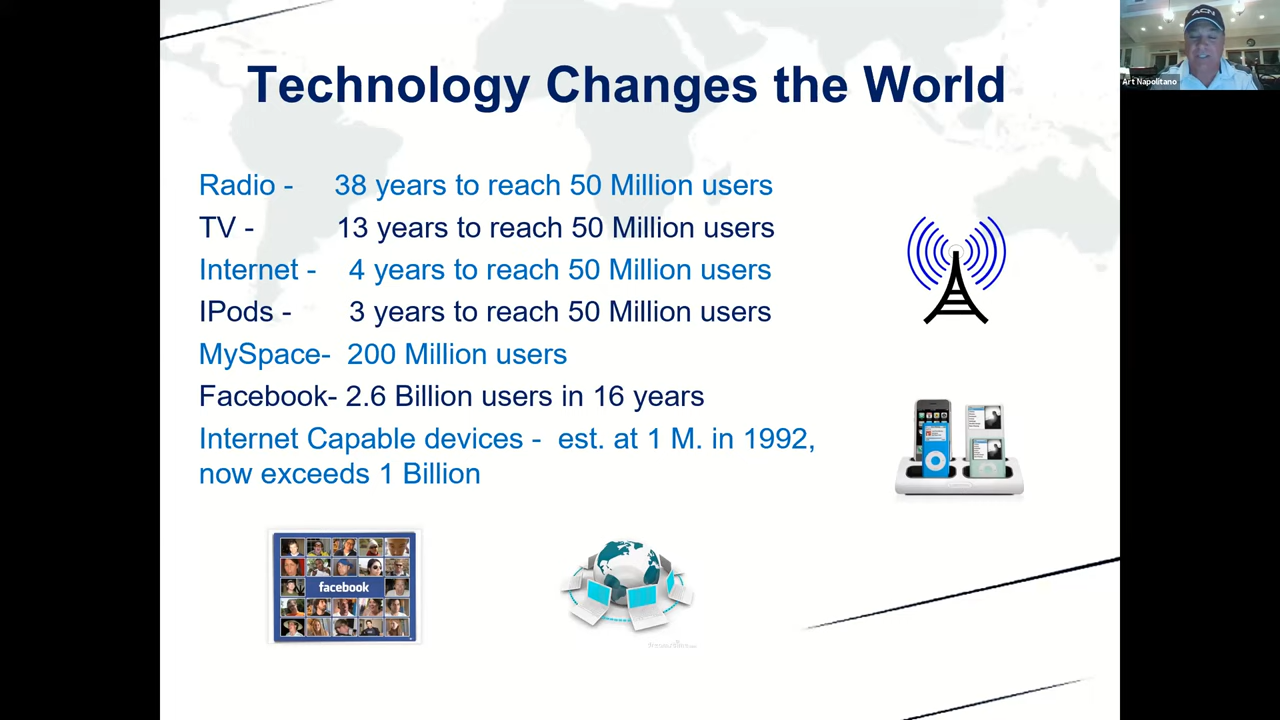 Technology Changes the World
ACN
Art Napolitano
Radio - 38 years to reach 50 Million users
TV - 13 years to reach 50 Million users
Internet - 4 years to reach 50 Million users
IPods - 3 years to reach 50 Million users
MySpace- 200 Million users
Facebook- 2.6 Billion users in 16 years
Internet Capable devices - est. at 1 M. in 1992,
now exceeds 1 Billion
facebook